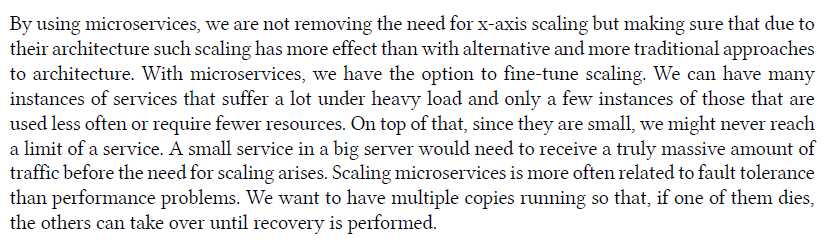 By using microservices, we are not removing the need for x-axis scaling but making sure that due to
their architecture such scaling has more effect than with alternative and more traditional approaches
to architecture. With microservices, we have the option to fine-tune scaling. We can have many
instances of services that suffer a lot under heavy load and only a few instances of those that are
used less often or require fewer resources. On top of that, since they are small, we might never reach
a limit of a service. A small service in a big server would need to receive a truly massive amount of
traffic before the need for scaling arises. Scaling microservices is more often related to fault tolerance
than performance problems. We want to have multiple copies running so that, if one of them dies,
the others can take over until recovery is performed.